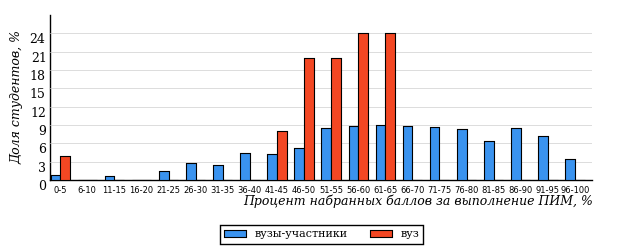 Доля студентов, %
24
21
18
15
12
9
6
3
0
0-5 6-10 11-15 16-20 21-25 26-30 31-35 36-40 41-45 46-50 51-55 56-60 61-65 66-70 71-75 76-80 81-85 86-90 91-95 96-100
Процент набранных баллов за выполнение ПИМ, %
вузы-участники вуз